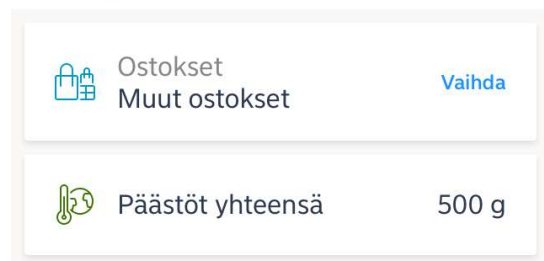 Ostokset
Muut ostokset
Vaihda
Päästöt yhteensä
500 g